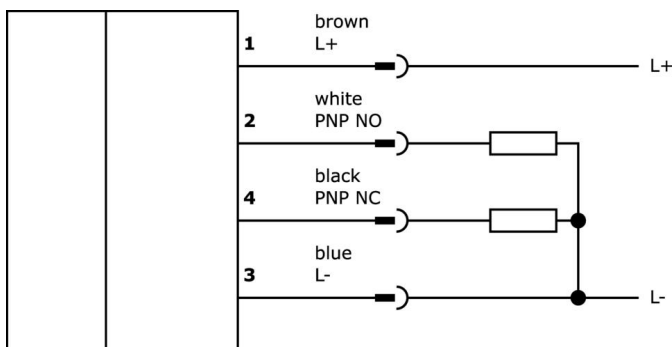 brown
1 L+
L+
white
2 PNP NO
black
4 PNP NC
blue
3 L-
L-